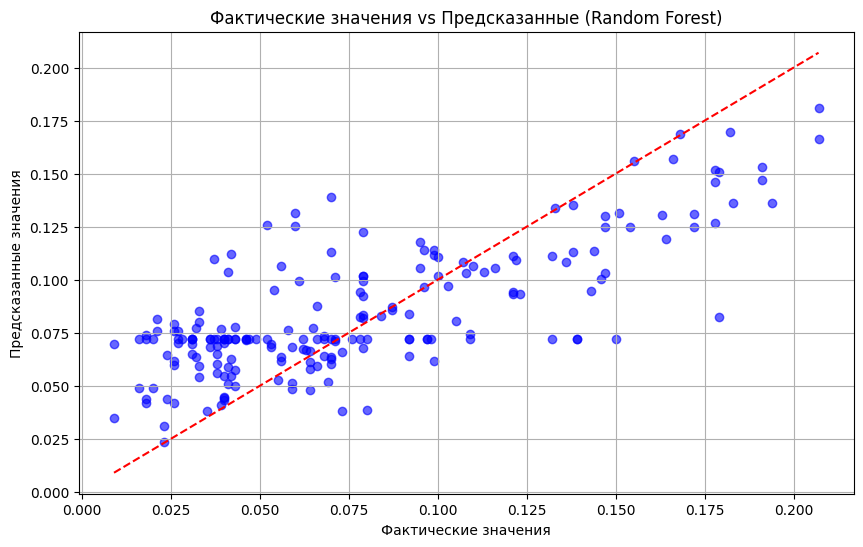 Фактические значения vs Предсказанные (Random Forest)
Предсказанные значения
0.200
0.175
0.150
0.125
0.100
0.075
0.050
0.025
0.000
0.000 0.025 0.050 0.075 0.100 0.125 0.150 0.175 0.200
Фактические значения